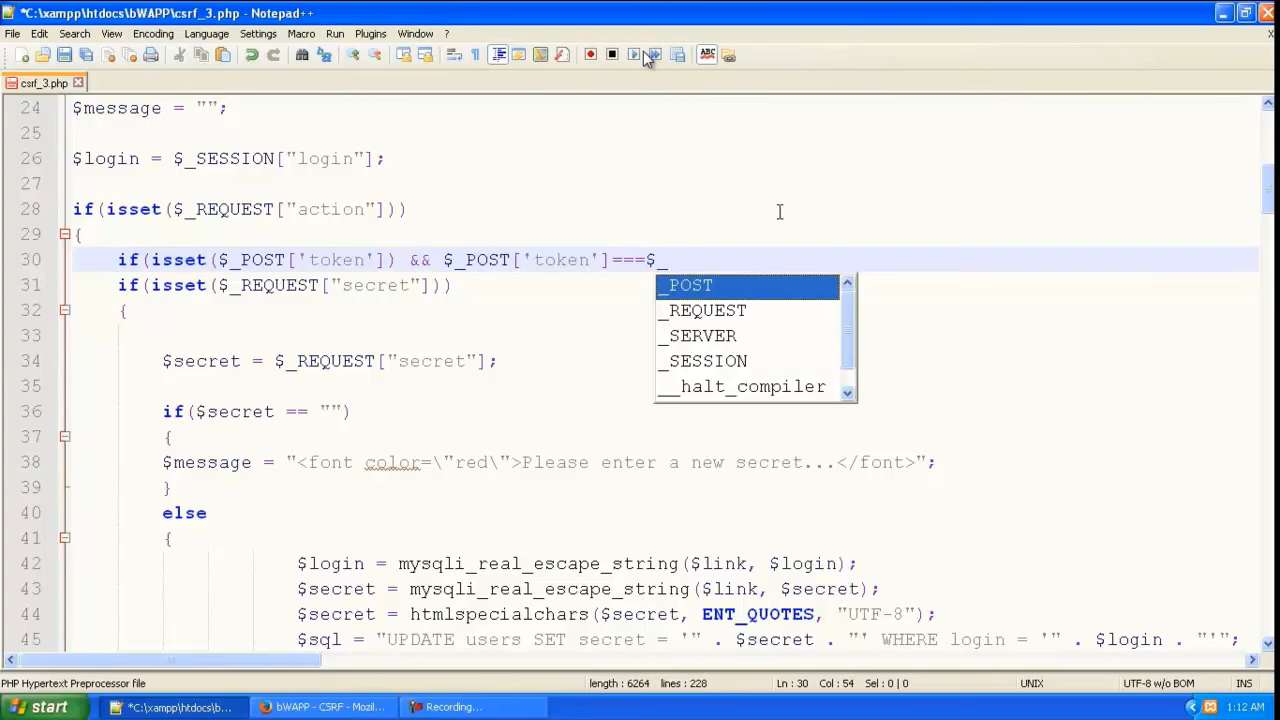 *C:\xampp\htdocs\bWAPP\csrf_3.php - Notepad++
File Edit Search View Encoding Language Settings Macro Run Plugins Window ? X
ABC
csrf_3.php
24 $message = "";
25
26 $login = $_SESSION["login"];
27
28 if(isset($_REQUEST["action"]))
29 {
30 if(isset($_POST['token']) && $_POST['token']===$_
31 if(isset($_REQUEST["secret"]))
_POST
_REQUEST
_SERVER
_SESSION
__halt_compiler
32 {
33
34 $secret = $_REQUEST["secret"];
35
36 if($secret == "")
37 {
38 $message = "<font color=\"red\">Please enter a new secret...</font>";
39 }
40 else
41 {
42 $login = mysqli_real_escape_string($link, $login);
43 $secret = mysqli_real_escape_string($link, $secret);
44 $secret = htmlspecialchars($secret, ENT_QUOTES, "UTF-8");
45 $sql = "UPDATE users SET secret = '" . $secret . "' WHERE login = '" . $login . "'";
PHP Hypertext Preprocessor file length : 6264 lines : 228 Ln : 30 Col : 54 Sel : 0 | 0 UNIX UTF-8 w/o BOM INS
start *C:\xampp\htdocs\b... bWAPP - CSRF - Mozil... Recording... 1:12 AM